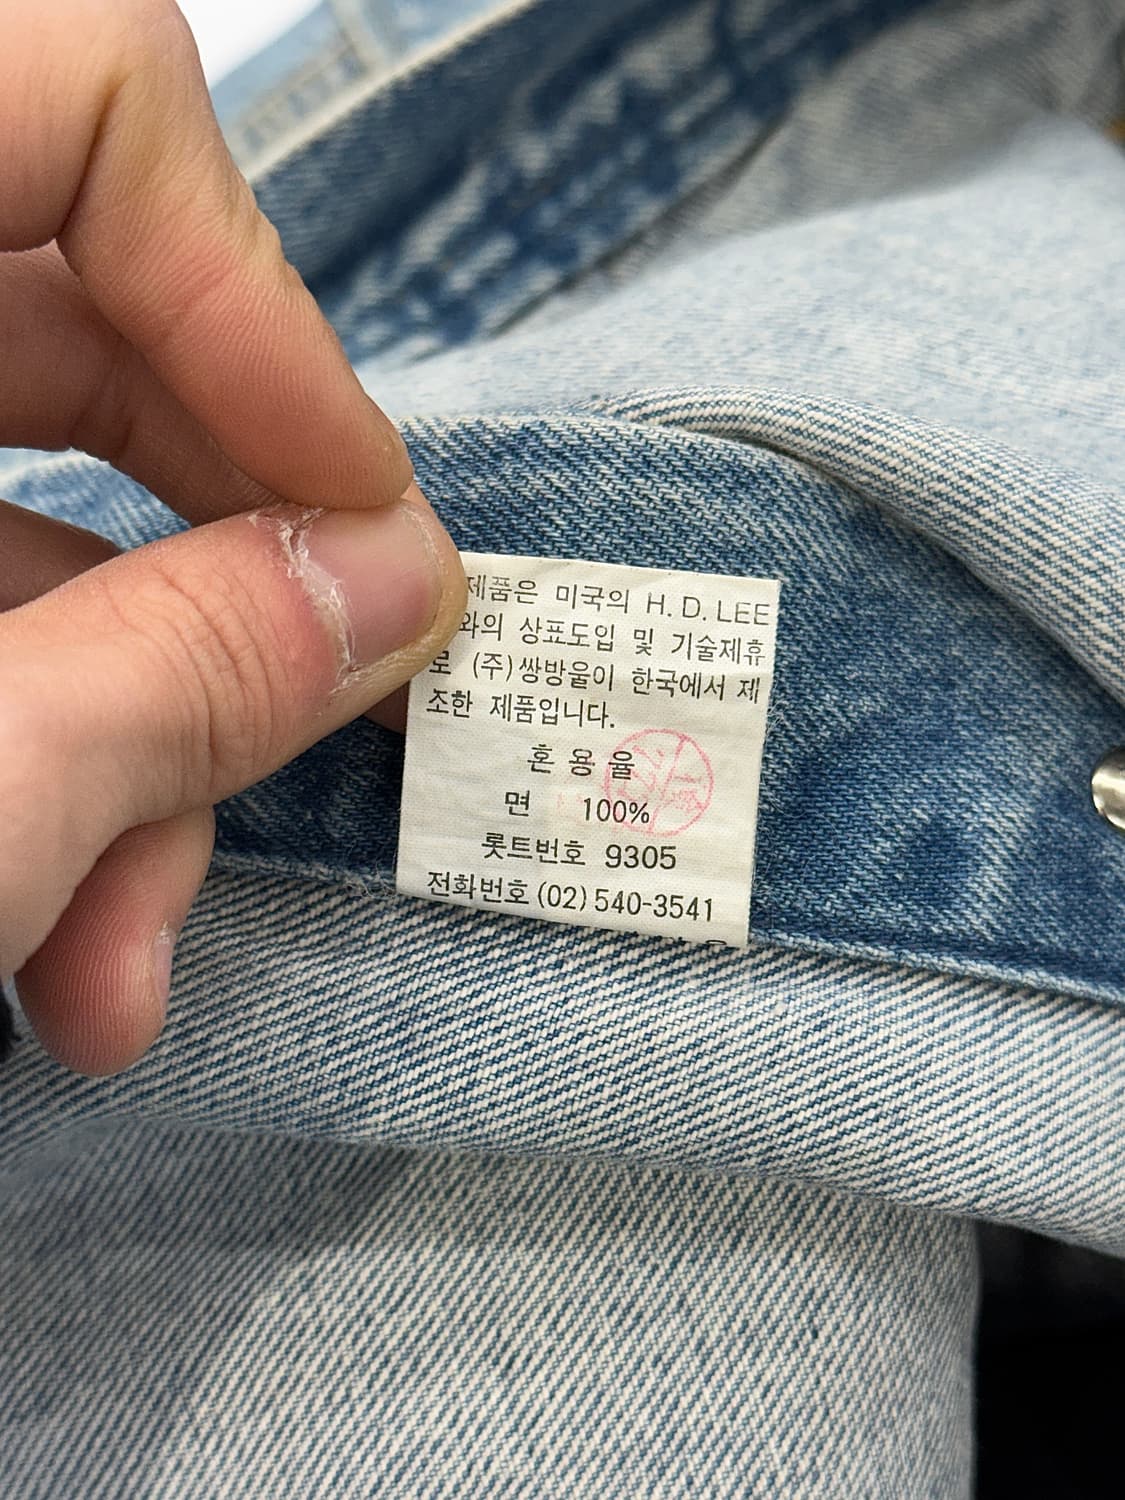 제품은 미국의 H.D.LEE
와의 상표도입 및 기술제휴
로 (주)쌍방울이 한국에서 제
조한 제품입니다.
혼용율
면 100%
롯트번호 9305
전화번호 (02)540-3541